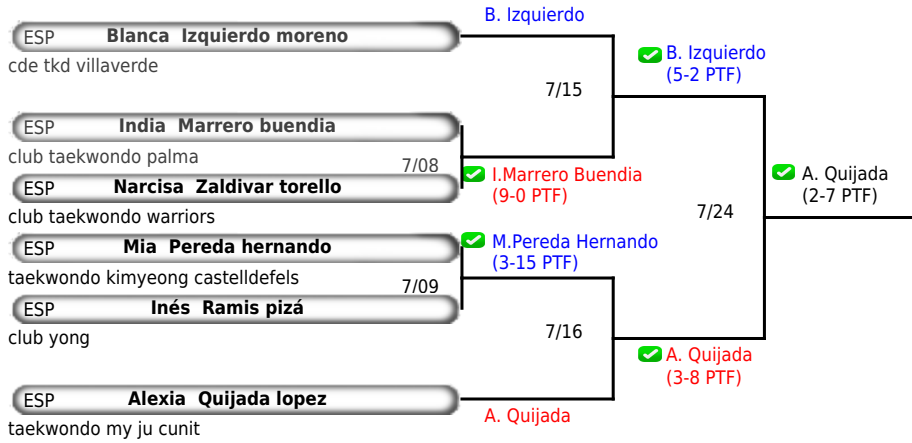 B. Izquierdo
ESP Blanca Izquierdo moreno
cde tkd villaverde
B. Izquierdo
(5-2 PTF)
7/15
ESP India Marrero buendia
club taekwondo palma
7/08
I.Marrero Buendia
(9-0 PTF)
ESP Narcisa Zaldivar torello
club taekwondo warriors
A. Quijada
(2-7 PTF)
7/24
ESP Mia Pereda hernando
taekwondo kimyeong castelldefels
M.Pereda Hernando
(3-15 PTF)
7/09
ESP Inés Ramis pizá
club yong
7/16
A. Quijada
(3-8 PTF)
ESP Alexia Quijada lopez
taekwondo my ju cunit
A. Quijada